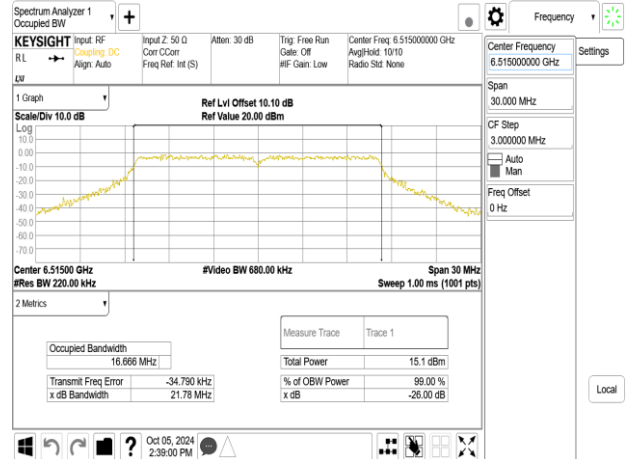 Spectrum Analyzer 1
Occupied BW
Frequency
KEYSIGHT
Input: RF
Coupling: DC
Align: Auto
Input Z: 50 Ω
Corr CCorr
Freq Ref: Int (S)
Atten: 30 dB
Trig: Free Run
Gate: Off
#IF Gain: Low
Center Freq: 6.515000000 GHz
Avg|Hold: 10/10
Radio Std: None
R L
LXI
Center Frequency
6.515000000 GHz
Settings
Span
30.000 MHz
CF Step
3.000000 MHz
Auto
Man
Freq Offset
0 Hz
Local
1 Graph
Scale/Div 10.0 dB
Ref Lvl Offset 10.10 dB
Ref Value 20.00 dBm
Log
10.0
0.00
-10.0
-20.0
-30.0
-40.0
-50.0
-60.0
-70.0
Center 6.51500 GHz
#Res BW 220.00 kHz
#Video BW 680.00 kHz
Span 30 MHz
Sweep 1.00 ms (1001 pts)
2 Metrics
Measure Trace Trace 1
Occupied Bandwidth
16.666 MHz
Total Power 15.1 dBm
Transmit Freq Error -34.790 kHz
% of OBW Power 99.00 %
x dB Bandwidth 21.78 MHz
x dB -26.00 dB
?
Oct 05, 2024
2:39:00 PM